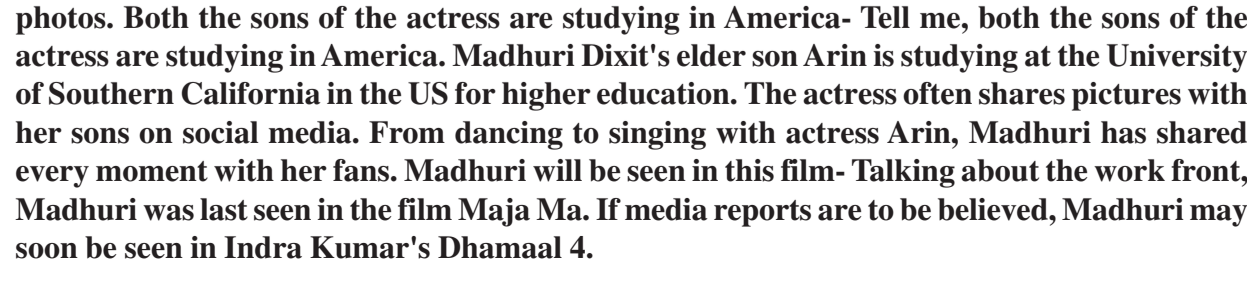 photos. Both the sons of the actress are studying in America- Tell me, both the sons of the
actress are studying in America. Madhuri Dixit's elder son Arin is studying at the University
of Southern California in the US for higher education. The actress often shares pictures with
her sons on social media. From dancing to singing with actress Arin, Madhuri has shared
every moment with her fans. Madhuri will be seen in this film- Talking about the work front,
Madhuri was last seen in the film Maja Ma. If media reports are to be believed, Madhuri may
soon be seen in Indra Kumar's Dhamaal 4.